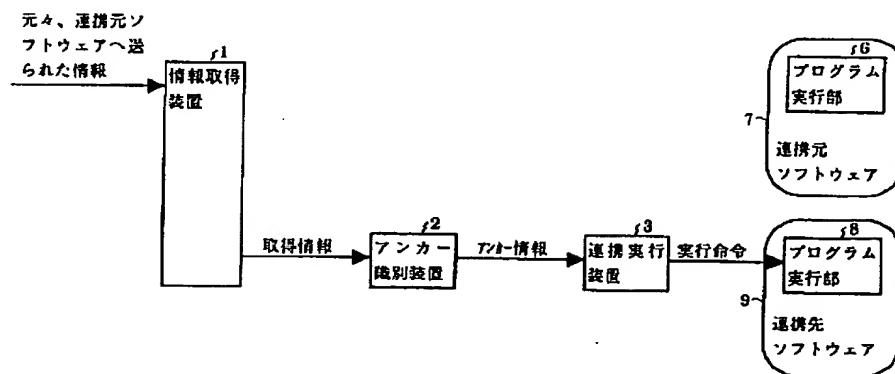 元々、連携元ソ
フトウェアへ送
られた情報
1
情報取得
装置
取得情報
2
アンカー
識別装置
アンカー情報
3
連携実行
装置
実行命令
6
プログラム
実行部
7
連携元
ソフトウェア
8
プログラム
実行部
9
連携先
ソフトウェア